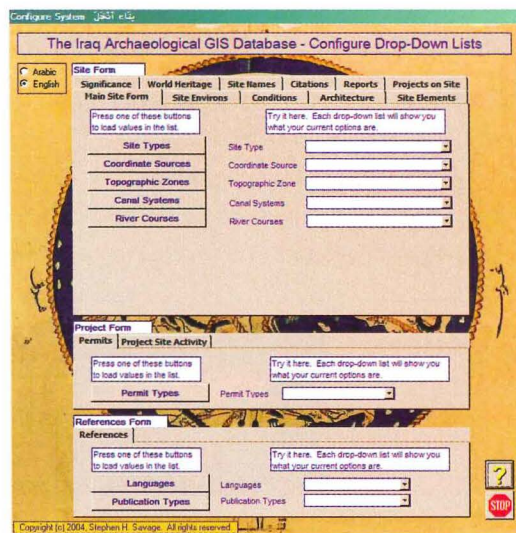 Configure System بناء أشكل
The Iraq Archaeological GIS Database - Configure Drop-Down Lists
Arabic
English
Site Form
Significance World Heritage Site Names Citations Reports Projects on Site
Main Site Form Site Environs Conditions Architecture Site Elements
Press one of these buttons
to load values in the list.
Try it here. Each drop-down list will show you
what your current options are.
Site Types
Site Type
Coordinate Sources
Coordinate Source
Topographic Zones
Topographic Zone
Canal Systems
Canal Systems
River Courses
River Courses
Project Form
Permits Project Site Activity
Press one of these buttons
to load values in the list.
Try it here. Each drop-down list will show you
what your current options are.
Permit Types
Permit Types
References Form
References
Press one of these buttons
to load values in the list.
Try it here. Each drop-down list will show you
what your current options are.
Languages
Languages
Publication Types
Publication Types
?
STOP
Copyright (c) 2004, Stephen H. Savage. All rights reserved.